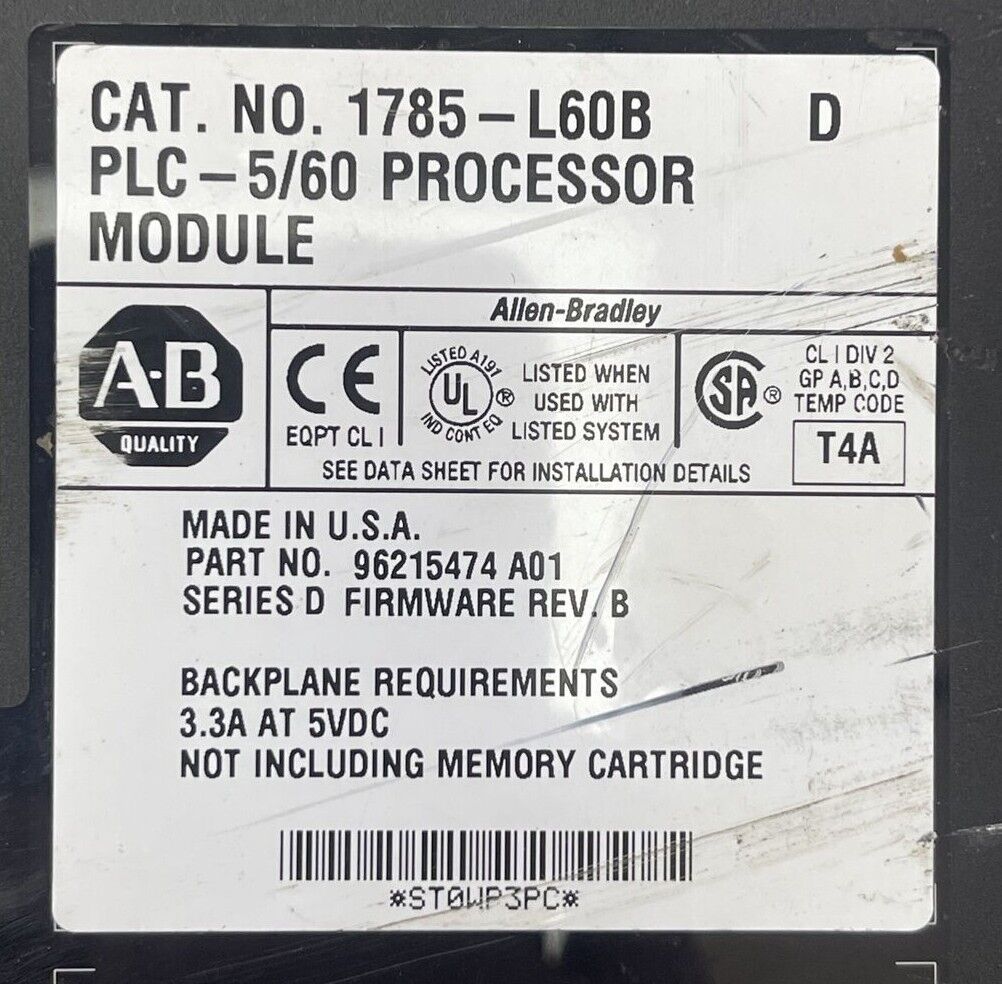 CAT. NO. 1785-L60B D
PLC-5/60 PROCESSOR
MODULE
Allen-Bradley
A-B
QUALITY
CE
EQPT CL I
LISTED A191
UL ®
IND CONT EQ
LISTED WHEN
USED WITH
LISTED SYSTEM
SA ®
CL I DIV 2
GP A,B,C,D
TEMP CODE
T4A
SEE DATA SHEET FOR INSTALLATION DETAILS
MADE IN U.S.A.
PART NO. 96215474 A01
SERIES D FIRMWARE REV. B
BACKPLANE REQUIREMENTS
3.3A AT 5VDC
NOT INCLUDING MEMORY CARTRIDGE
*ST0WP3PC*